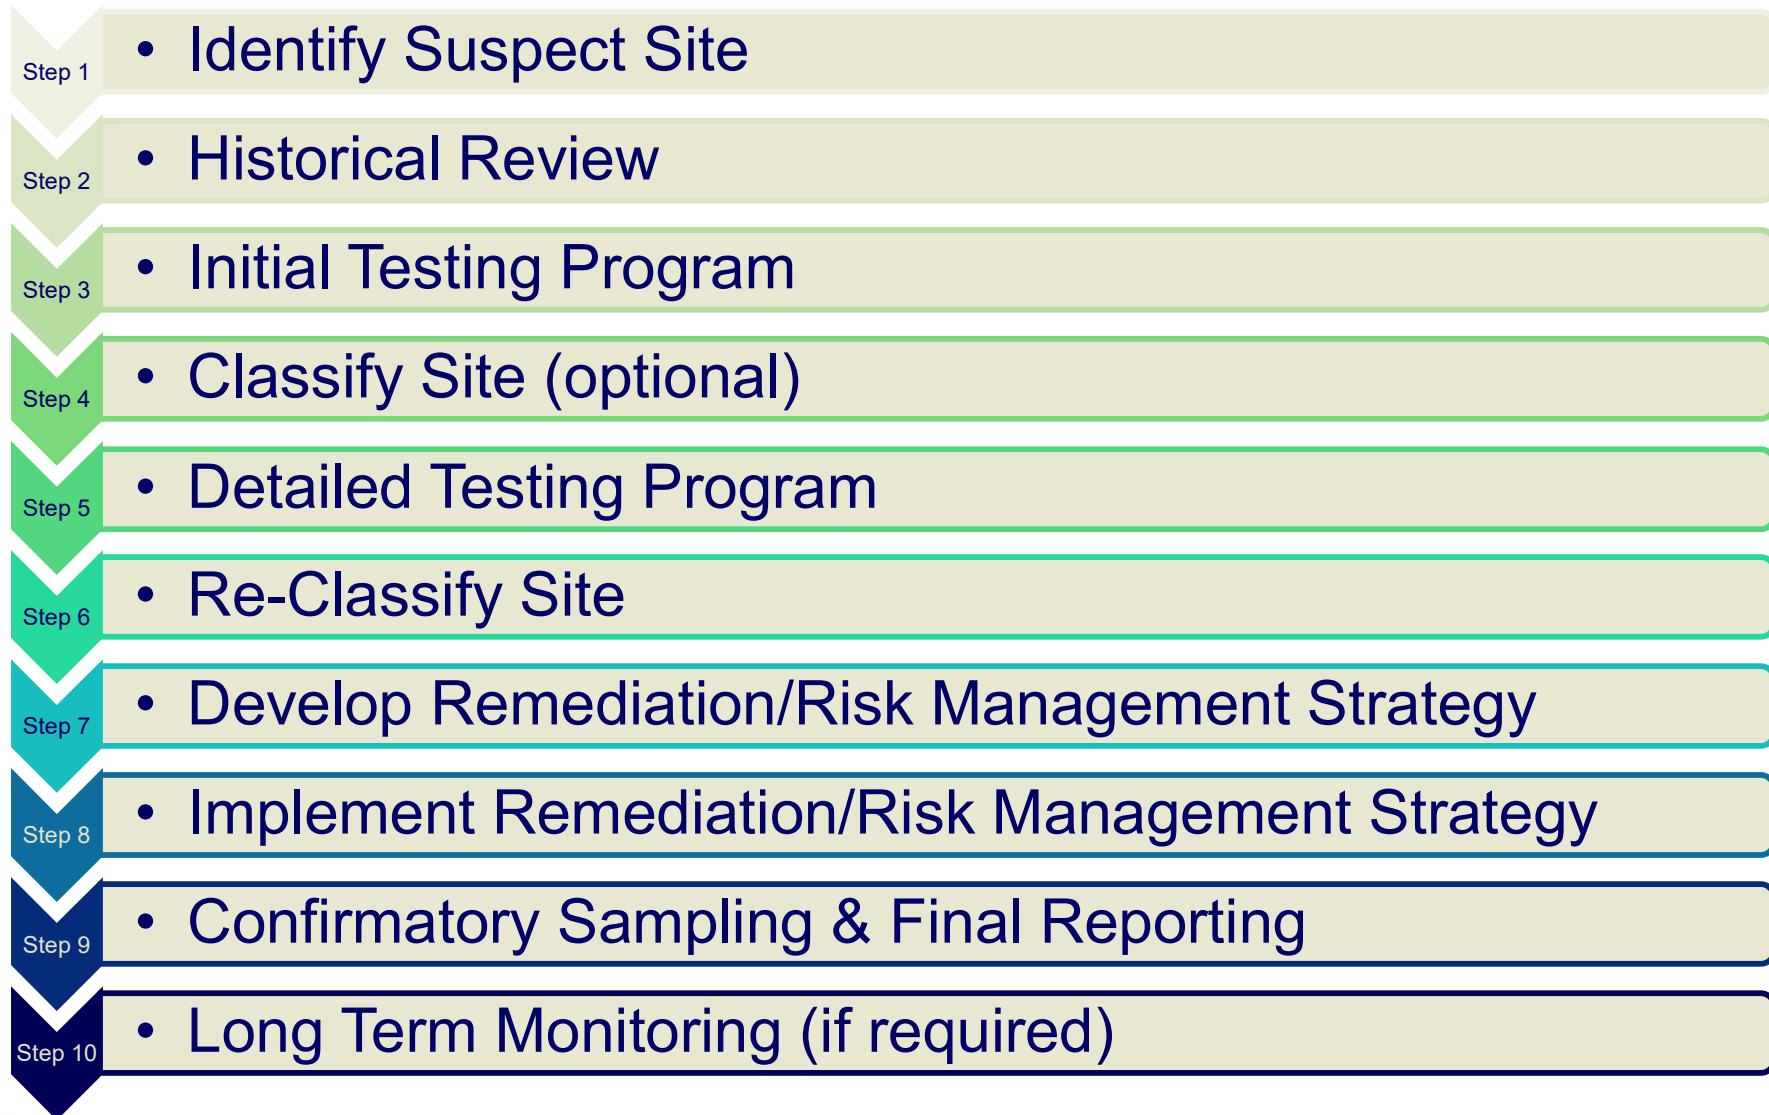 Step 1
• Identify Suspect Site
Step 2
• Historical Review
Step 3
• Initial Testing Program
Step 4
• Classify Site (optional)
Step 5
• Detailed Testing Program
Step 6
• Re-Classify Site
Step 7
• Develop Remediation/Risk Management Strategy
Step 8
• Implement Remediation/Risk Management Strategy
Step 9
• Confirmatory Sampling & Final Reporting
Step 10
• Long Term Monitoring (if required)